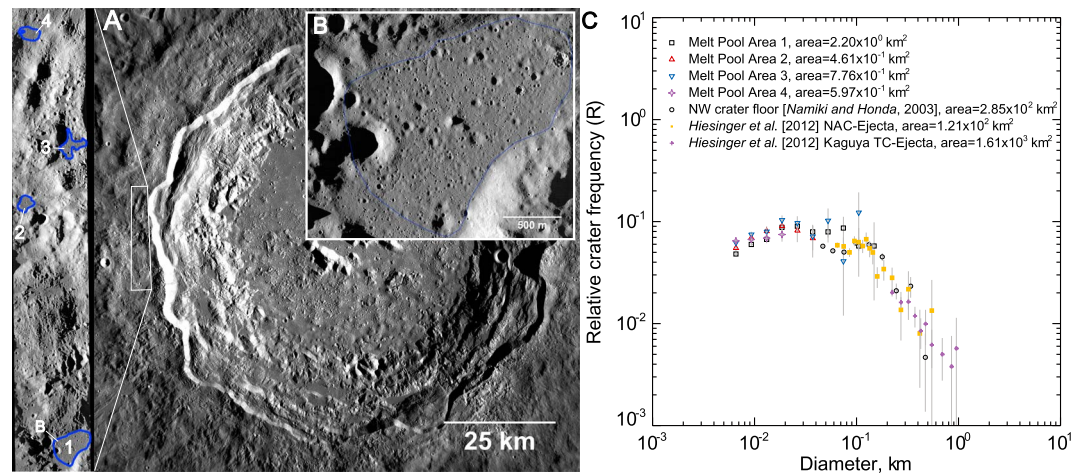 4
3
2
B
1
A
25 km
B
500 m
C
Relative crater frequency (R)
10¹
10⁰
10⁻¹
10⁻²
10⁻³
Melt Pool Area 1, area=2.20x10⁰ km²
Melt Pool Area 2, area=4.61x10⁻¹ km²
Melt Pool Area 3, area=7.76x10⁻¹ km²
Melt Pool Area 4, area=5.97x10⁻¹ km²
NW crater floor [Namiki and Honda, 2003], area=2.85x10² km²
Hiesinger et al. [2012] NAC-Ejecta, area=1.21x10² km²
Hiesinger et al. [2012] Kaguya TC-Ejecta, area=1.61x10³ km²
10⁻³ 10⁻² 10⁻¹ 10⁰ 10¹
Diameter, km